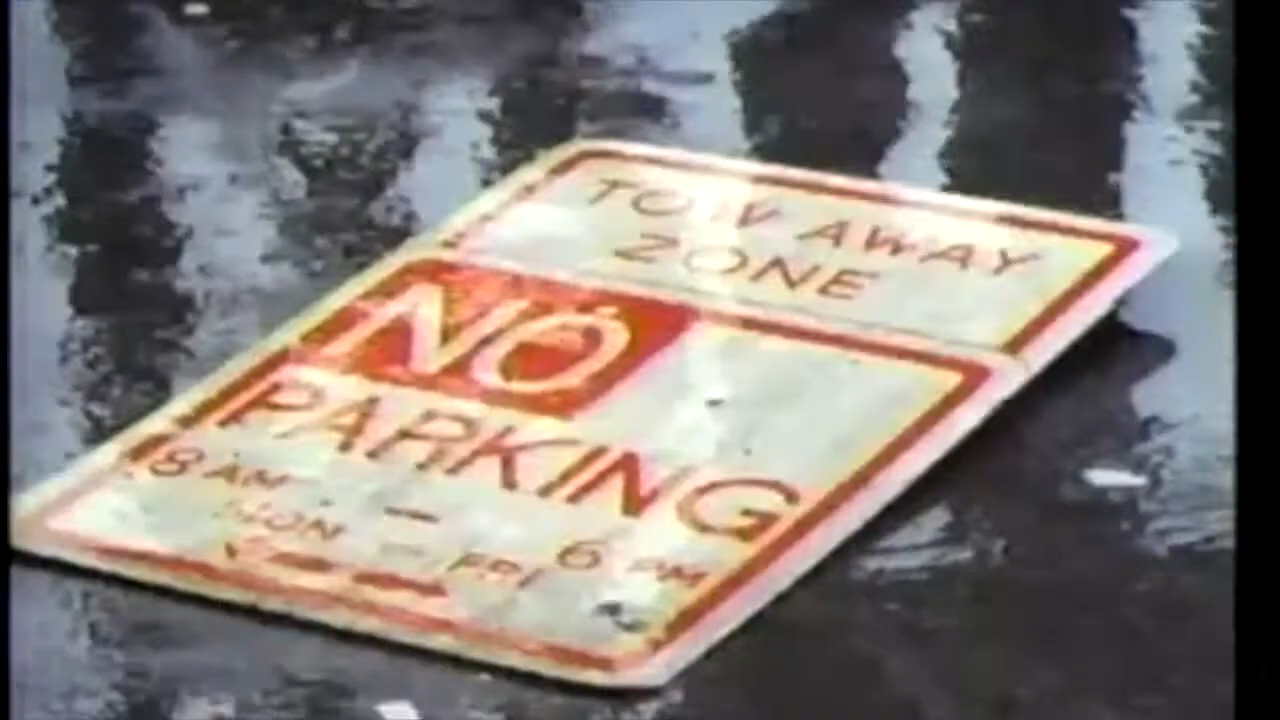 TOW AWAY
ZONE
NO
PARKING
8 AM - 6 PM
MON - FRI